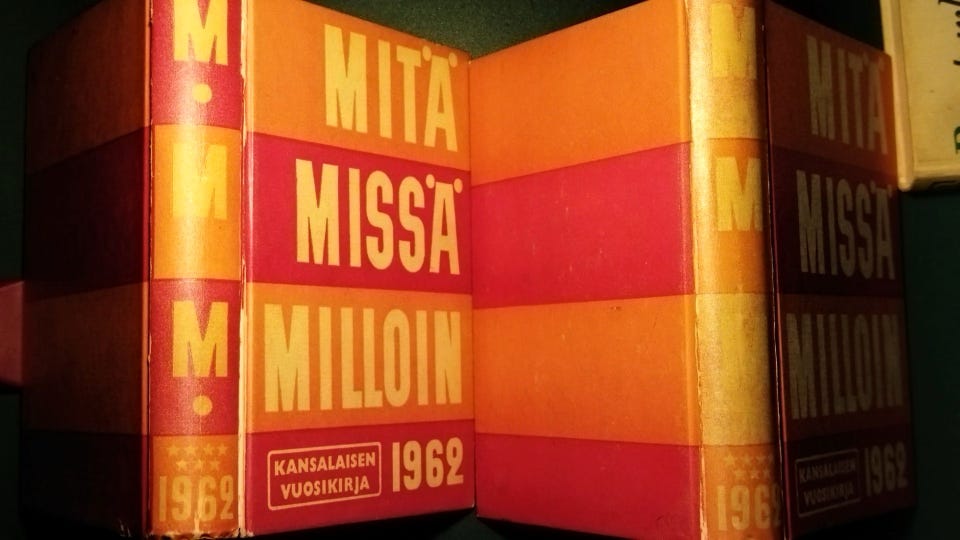 M
•
M
M
•
1962
MITÄ
MISSÄ
MILLOIN
KANSALAISEN
VUOSIKIRJA
1962
M
M
1962
MITÄ
MISSÄ
MILLOIN
KANSALAISEN
VUOSIKIRJA
1962